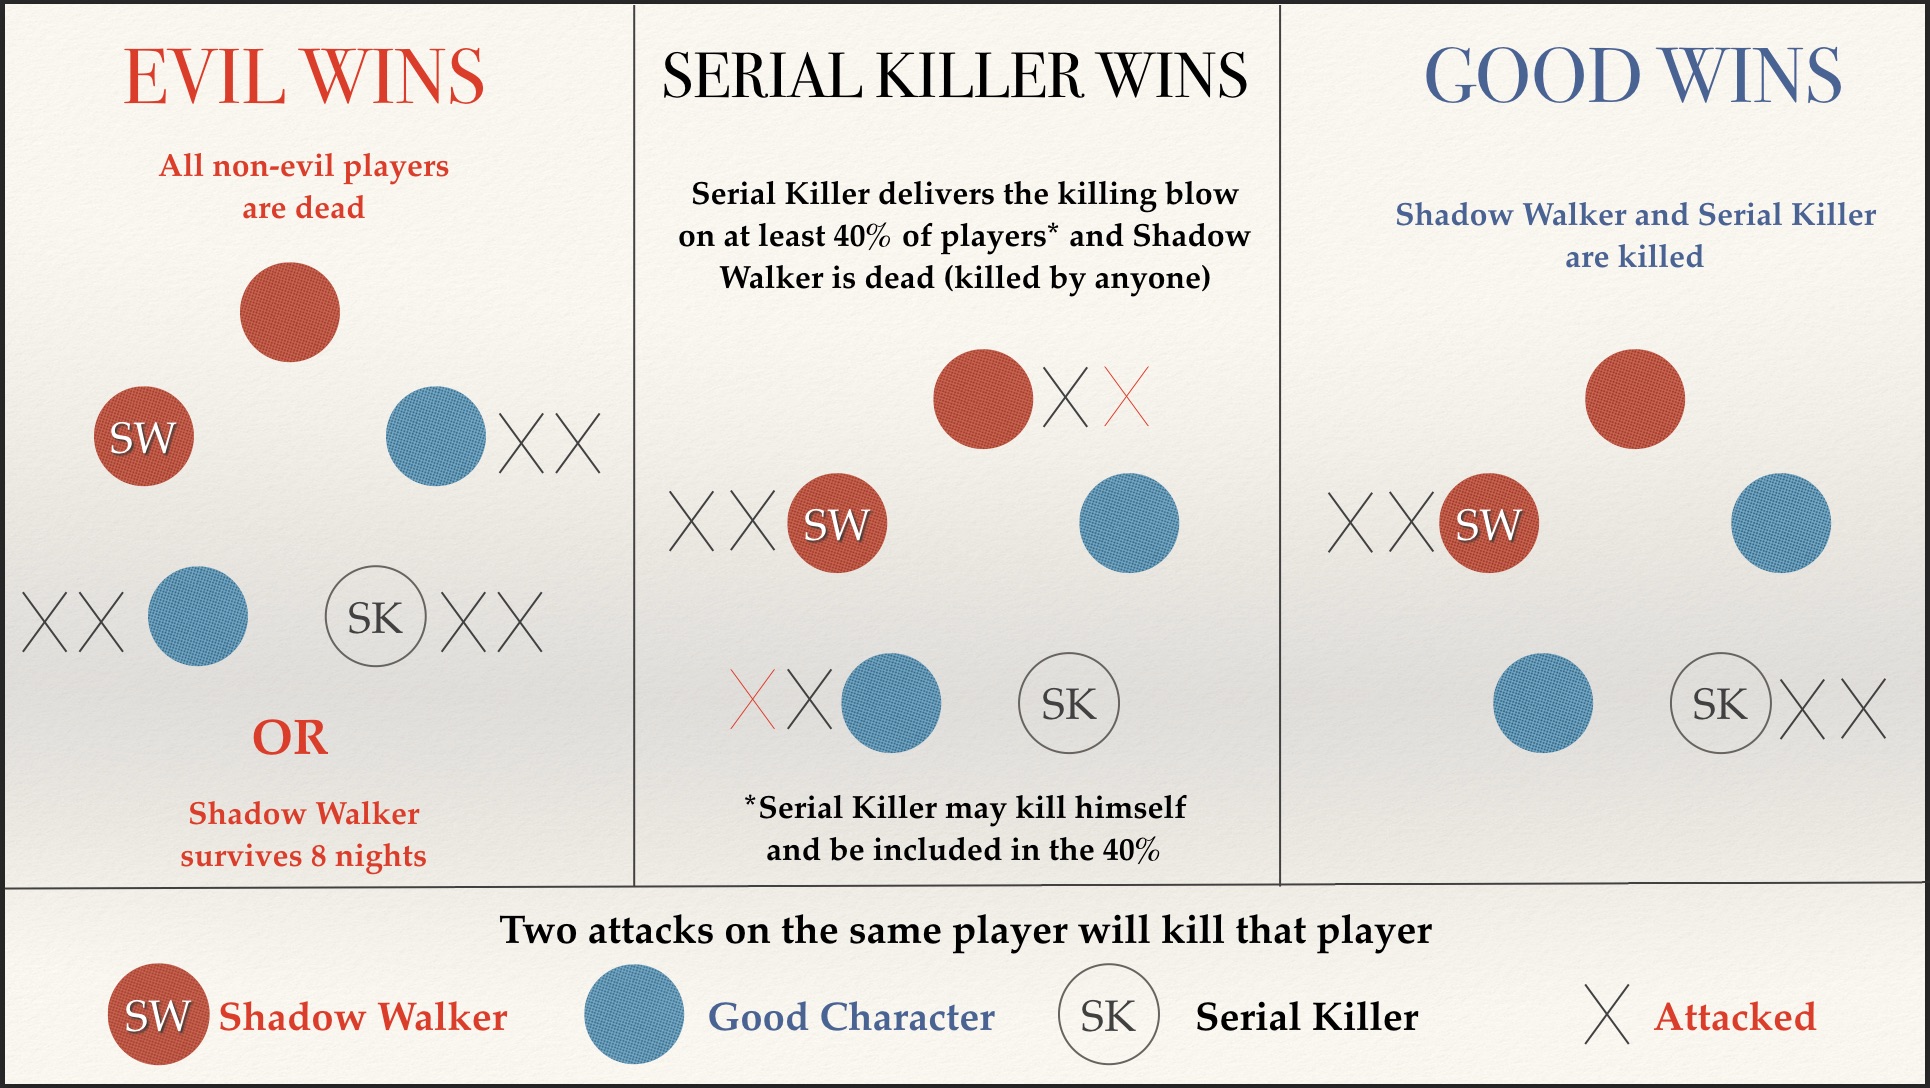 EVIL WINS
All non-evil players
are dead
SW
SK
OR
Shadow Walker
survives 8 nights
SERIAL KILLER WINS
Serial Killer delivers the killing blow
on at least 40% of players* and Shadow
Walker is dead (killed by anyone)
SW
SK
*Serial Killer may kill himself
and be included in the 40%
GOOD WINS
Shadow Walker and Serial Killer
are killed
SW
SK
Two attacks on the same player will kill that player
SW Shadow Walker Good Character SK Serial Killer Attacked